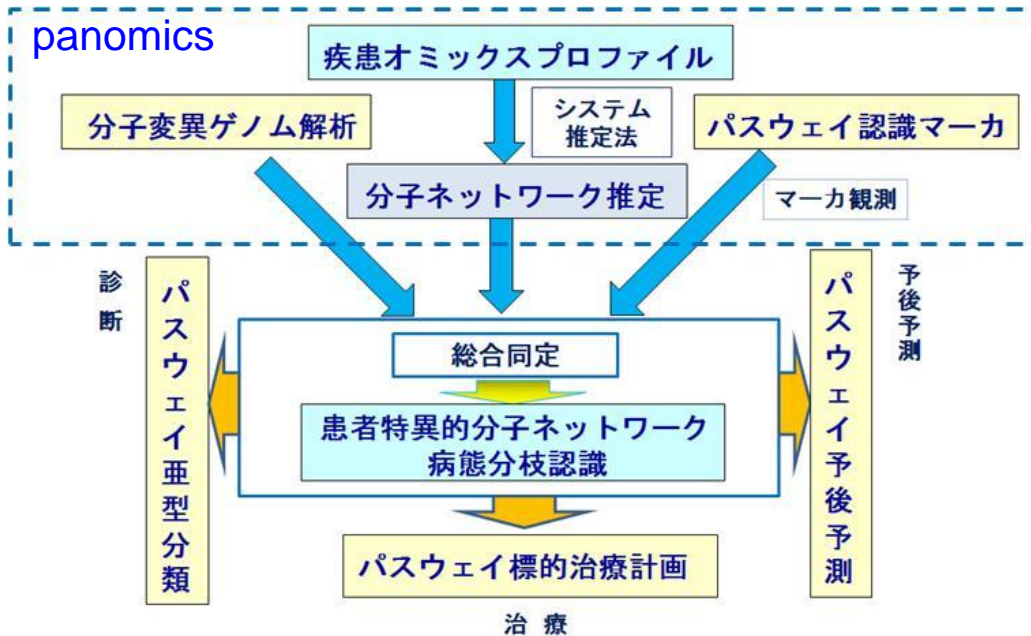 panomics
疾患オミックスプロファイル
分子変異ゲノム解析
システム
推定法
パスウェイ認識マーカ
分子ネットワーク推定
マーカ観測
診断
パスウェイ亜型分類
総合同定
患者特異的分子ネットワーク
病態分枝認識
パスウェイ予後予測
予後予測
パスウェイ標的治療計画
治療